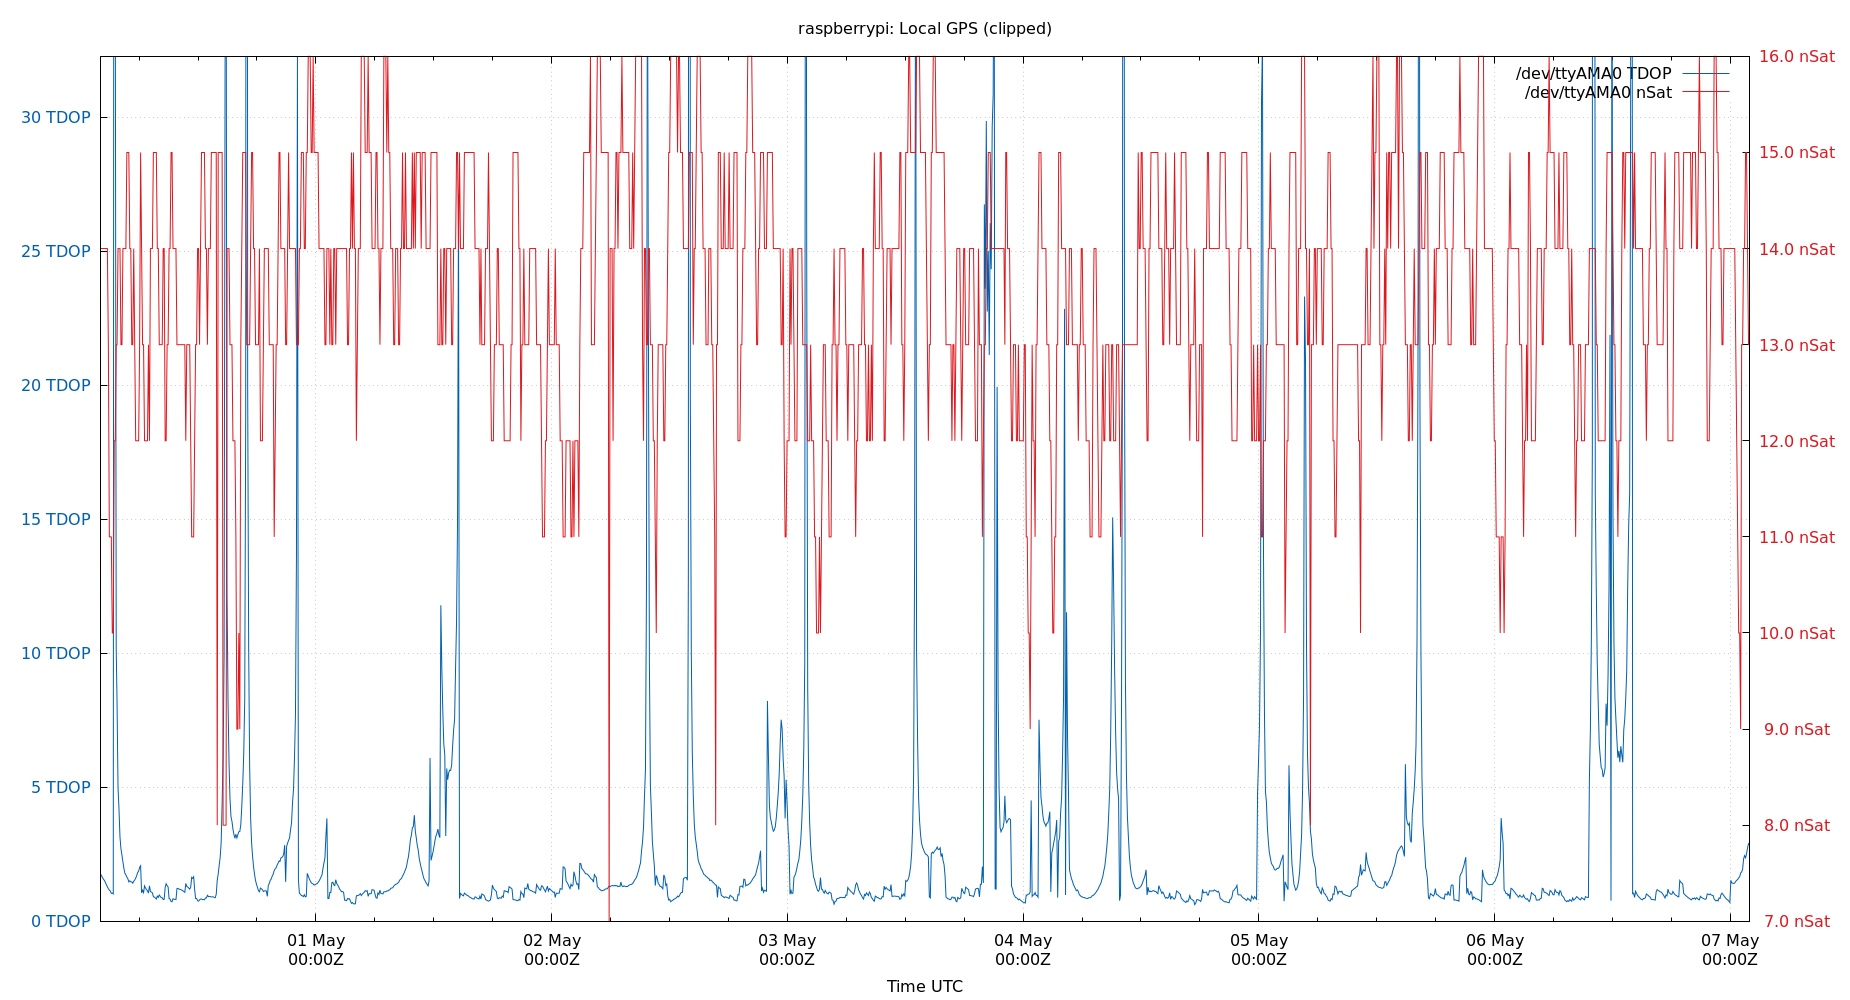 raspberrypi: Local GPS (clipped)
16.0 nSat
/dev/ttyAMA0 TDOP
/dev/ttyAMA0 nSat
30 TDOP
15.0 nSat
25 TDOP
14.0 nSat
13.0 nSat
20 TDOP
12.0 nSat
15 TDOP
11.0 nSat
10.0 nSat
10 TDOP
9.0 nSat
5 TDOP
8.0 nSat
0 TDOP
7.0 nSat
01 May 02 May 03 May 04 May 05 May 06 May 07 May
00:00Z 00:00Z 00:00Z 00:00Z 00:00Z 00:00Z 00:00Z
Time UTC